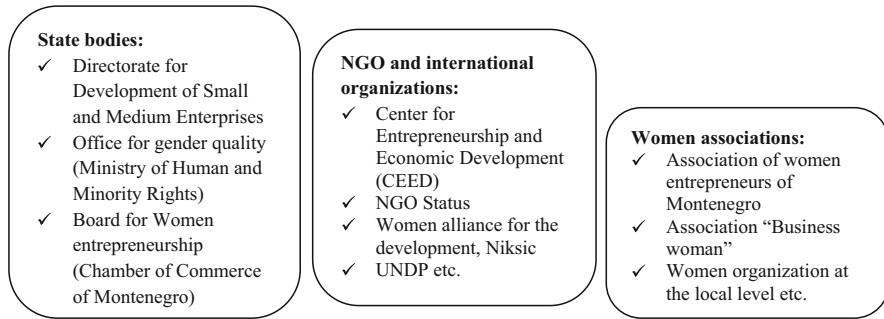 State bodies:
✓ Directorate for
Development of Small
and Medium Enterprises
✓ Office for gender quality
(Ministry of Human and
Minority Rights)
✓ Board for Women
entrepreneurship
(Chamber of Commerce
of Montenegro)
NGO and international
organizations:
✓ Center for
Entrepreneurship and
Economic Development
(CEED)
✓ NGO Status
✓ Women alliance for the
development, Niksic
✓ UNDP etc.
Women associations:
✓ Association of women
entrepreneurs of
Montenegro
✓ Association “Business
woman”
✓ Women organization at
the local level etc.